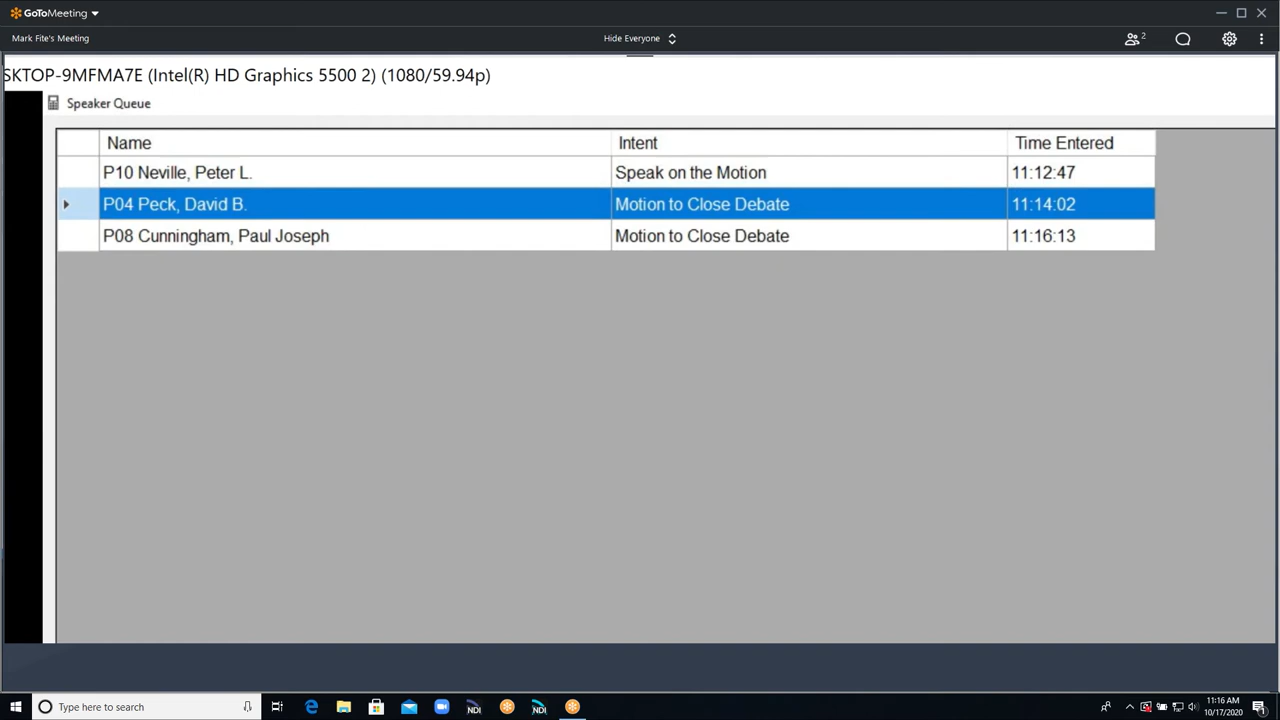 GoToMeeting
Mark Fite's Meeting
Hide Everyone
2
SKTOP-9MFMA7E (Intel(R) HD Graphics 5500 2) (1080/59.94p)
Speaker Queue
Name Intent Time Entered
P10 Neville, Peter L. Speak on the Motion 11:12:47
P04 Peck, David B. Motion to Close Debate 11:14:02
P08 Cunningham, Paul Joseph Motion to Close Debate 11:16:13
Type here to search
NDI
NDI
11:16 AM
10/17/2020